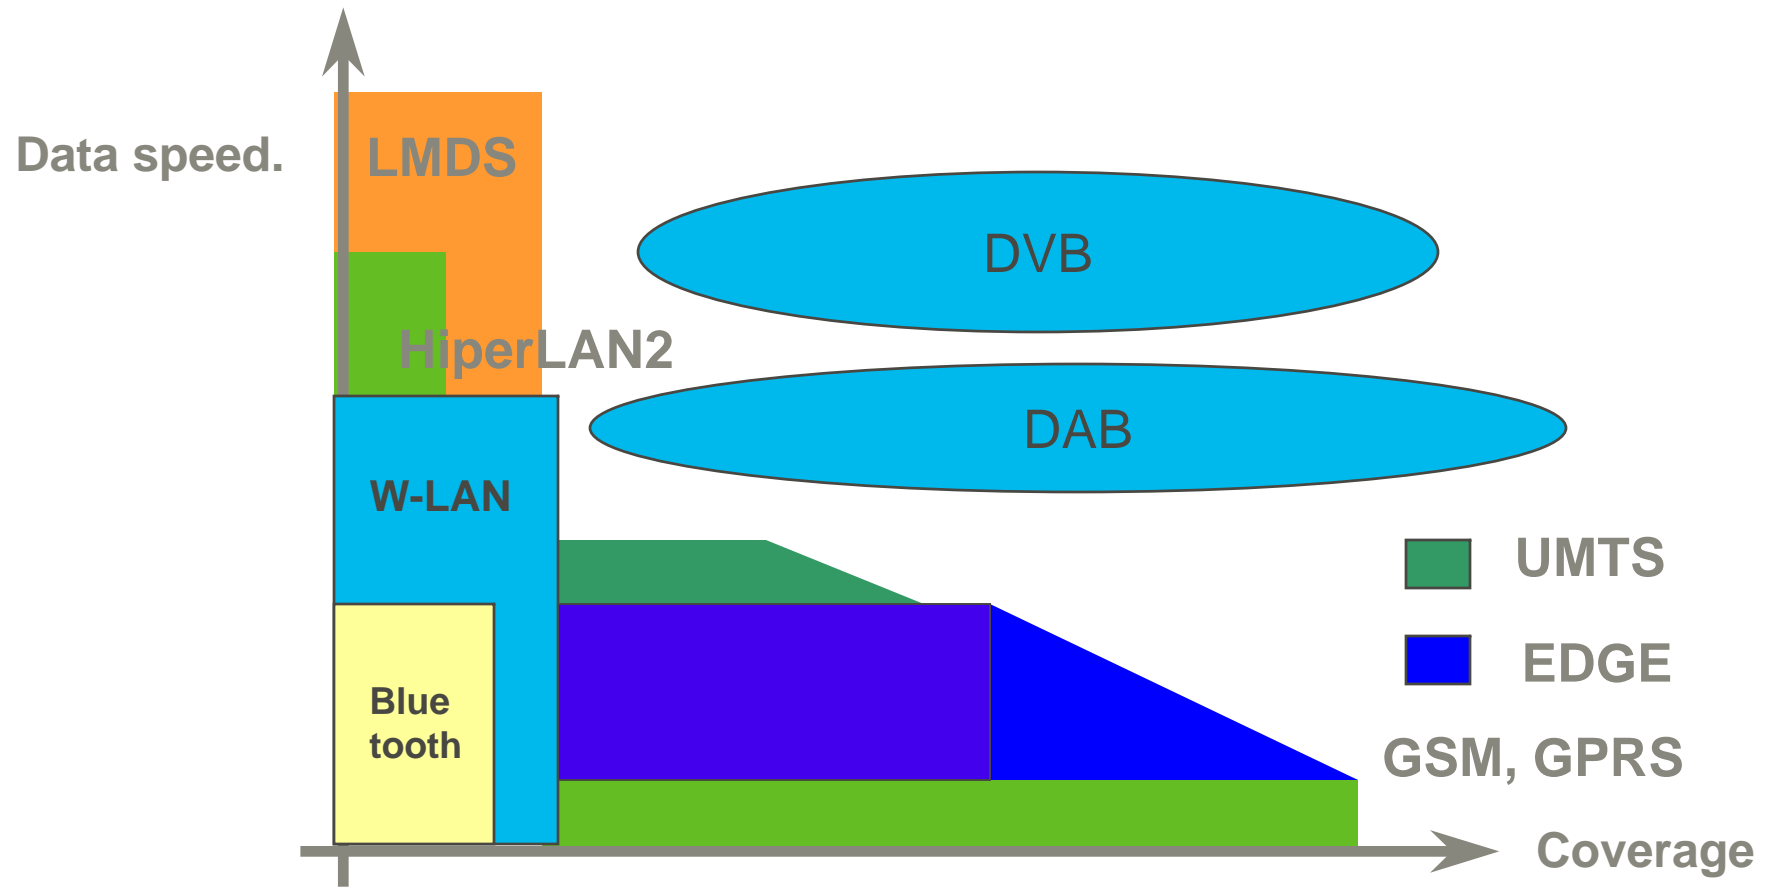 Data speed.
LMDS
DVB
HiperLAN2
DAB
W-LAN
UMTS
EDGE
Blue
tooth
GSM, GPRS
Coverage